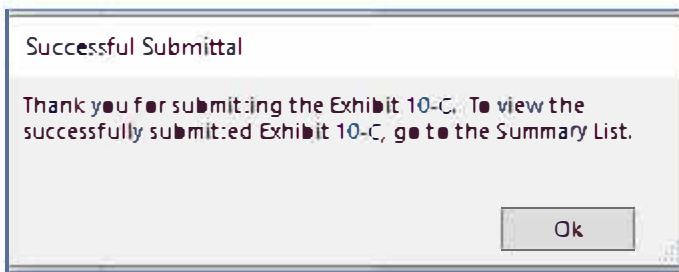 Successful Submittal
Thank you for submitting the Exhibit 10-C. To view the
successfully submitted Exhibit 10-C, go to the Summary List.
Ok